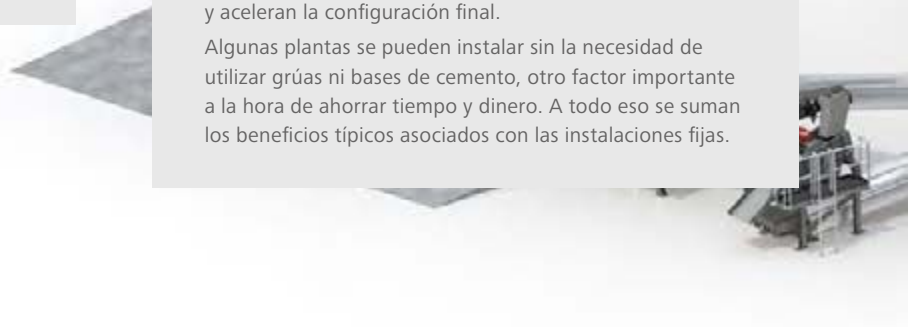 y aceleran la configuración final.
Algunas plantas se pueden instalar sin la necesidad de
utilizar grúas ni bases de cemento, otro factor importante
a la hora de ahorrar tiempo y dinero. A todo eso se suman
los beneficios típicos asociados con las instalaciones fijas.